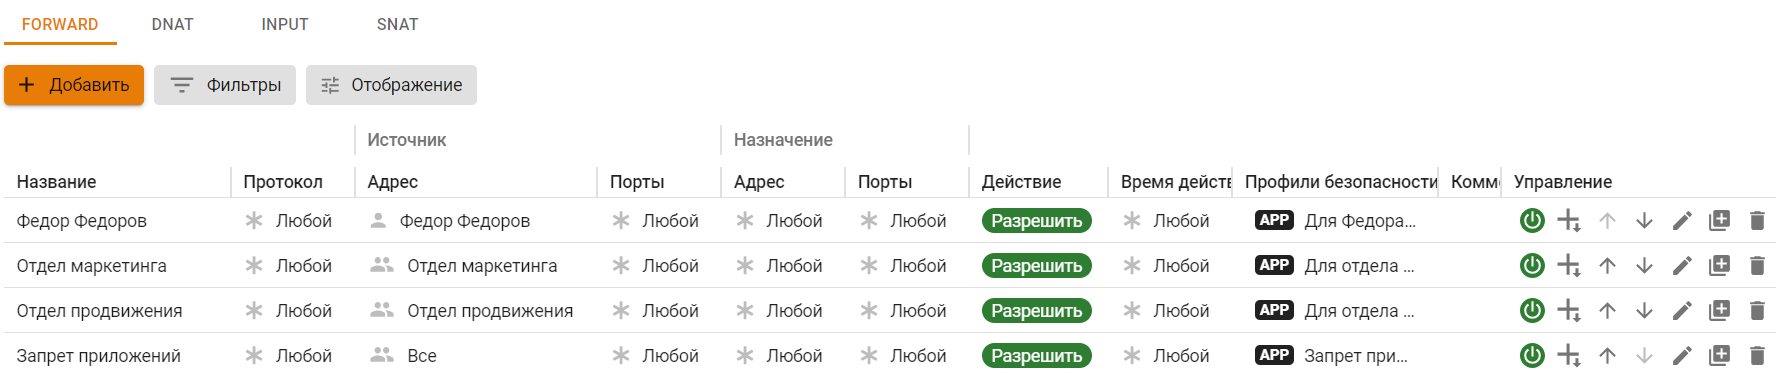 FORWARD DNAT INPUT SNAT
+ Добавить Фильтры Отображение
Источник Назначение
Название Протокол Адрес Порты Адрес Порты Действие Время действ Профили безопасности Комм Управление
Федор Федоров Любой Федор Федоров Любой Любой Любой Разрешить Любой APP Для Федора...
Отдел маркетинга Любой Отдел маркетинга Любой Любой Любой Разрешить Любой APP Для отдела ...
Отдел продвижения Любой Отдел продвижения Любой Любой Любой Разрешить Любой APP Для отдела ...
Запрет приложений Любой Все Любой Любой Любой Разрешить Любой APP Запрет при...